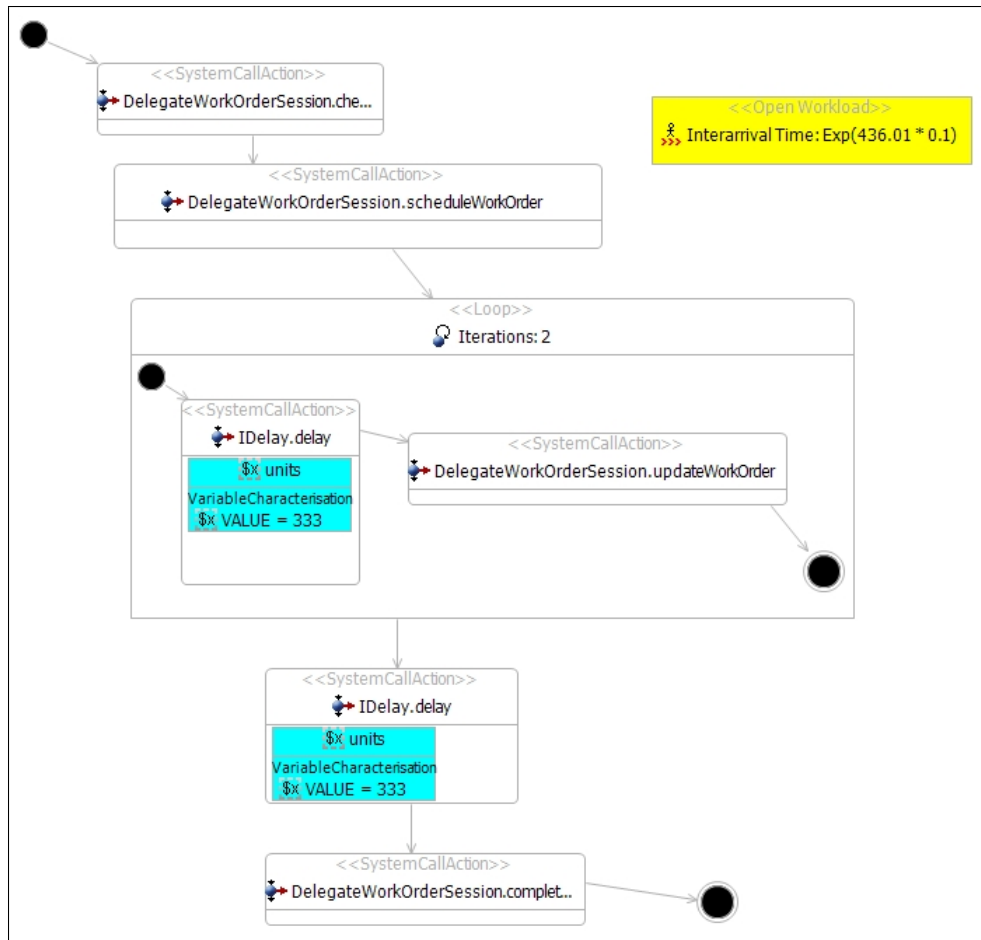 <<SystemCallAction>>
DelegateWorkOrderSession.che...
<<Open Workload>>
Interarrival Time: Exp(436.01 * 0.1)
<<SystemCallAction>>
DelegateWorkOrderSession.scheduleWorkOrder
<<Loop>>
Iterations: 2
<<SystemCallAction>>
IDelay.delay
$x units
VariableCharacterisation
$x VALUE = 333
<<SystemCallAction>>
DelegateWorkOrderSession.updateWorkOrder
<<SystemCallAction>>
IDelay.delay
$x units
VariableCharacterisation
$x VALUE = 333
<<SystemCallAction>>
DelegateWorkOrderSession.complet...